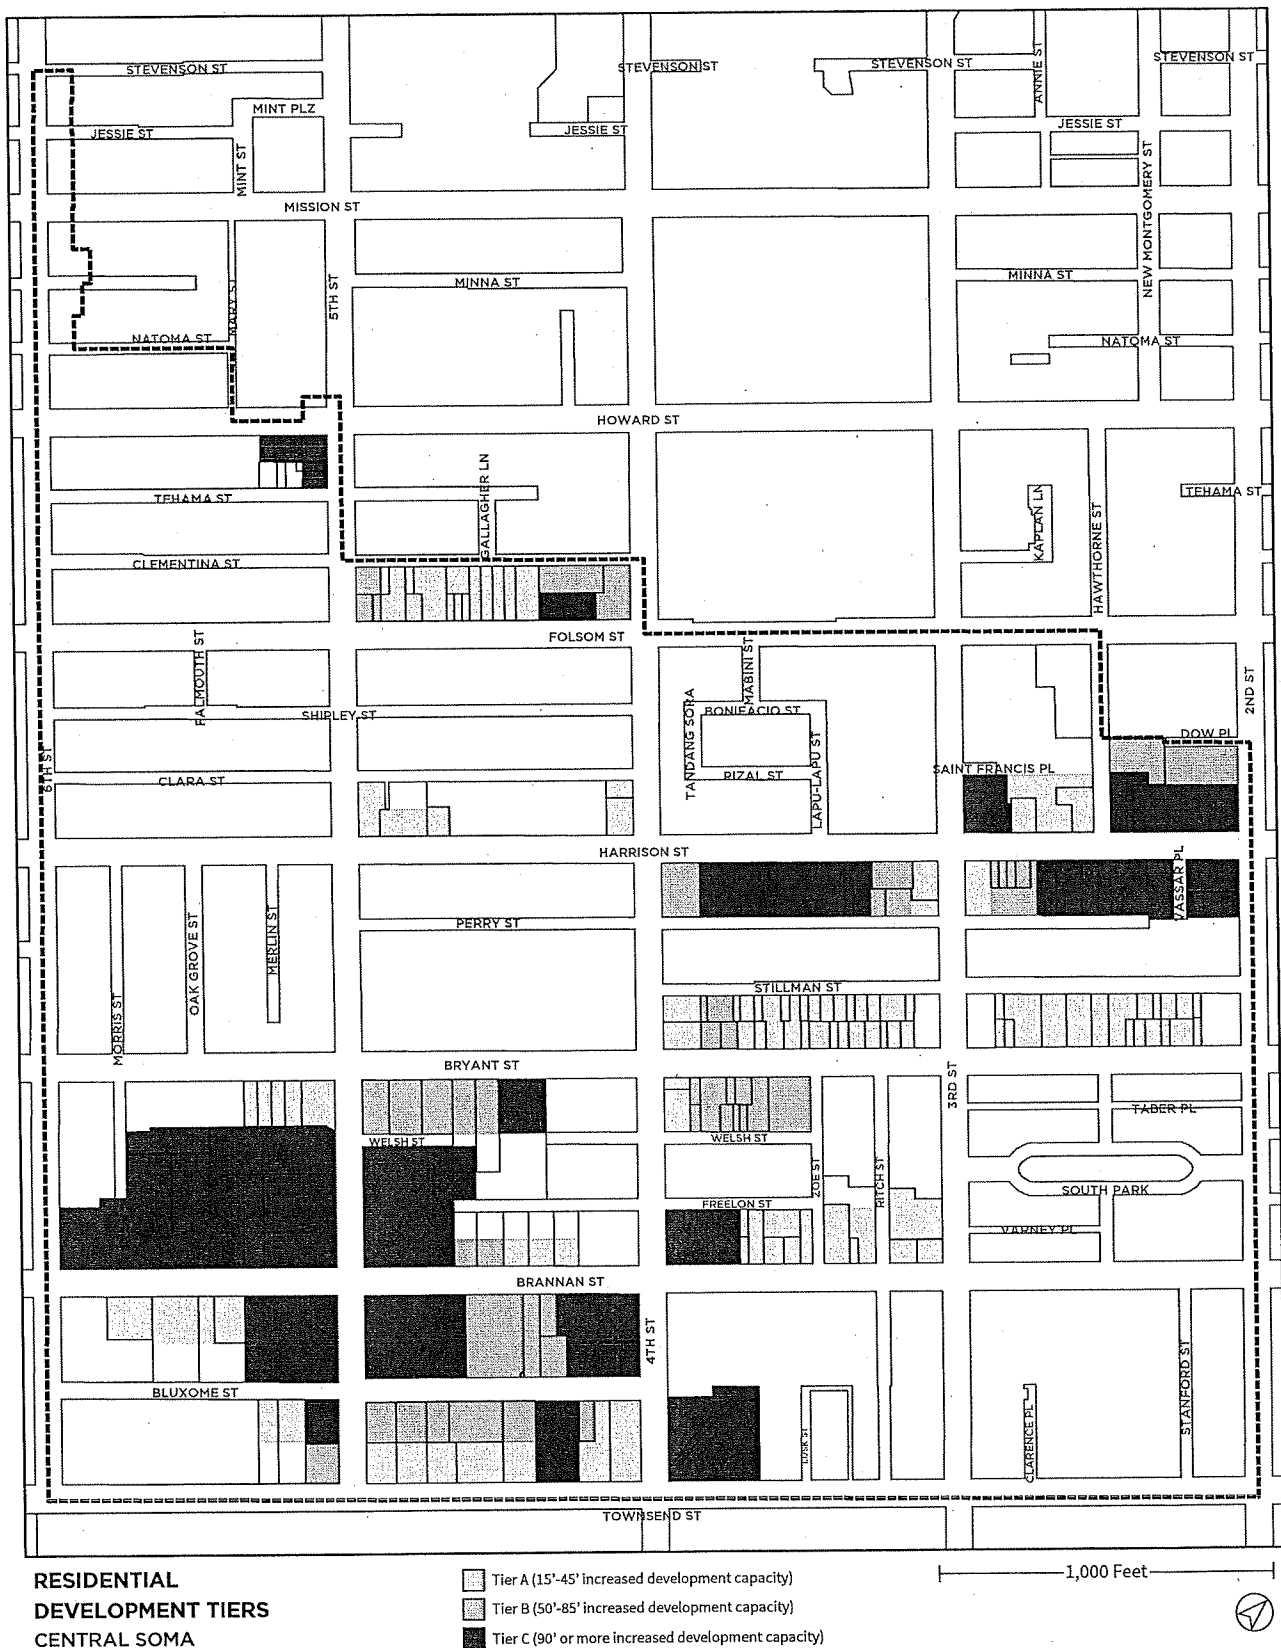 STEVENSON ST
STEVENSON ST
STEVENSON ST
STEVENSON ST
ANNIE ST
MINT PLZ
JESSIE ST
JESSIE ST
JESSIE ST
MINT ST
NEW MONTGOMERY ST
MISSION ST
MINNA ST
MINNA ST
MARY ST
5TH ST
NATOMA ST
NATOMA ST
HOWARD ST
GALLAGHER LN
KAPLAN LN
HAWTHORNE ST
TEHAMA ST
TEHAMA ST
CLEMENTINA ST
FOLSOM ST
FALMOUTH ST
MABINI ST
2ND ST
TANDANG SORA
BONIFACIO ST
SHIPLEY ST
LAPU-LAPU ST
DOW PL
6TH ST
CLARA ST
RIZAL ST
SAINT FRANCIS PL
HARRISON ST
VASSAR PL
OAK GROVE ST
MERLIN ST
PERRY ST
STILLMAN ST
MORRIS ST
BRYANT ST
3RD ST
TABER PL
WELSH ST
WELSH ST
ZOE ST
RITCH ST
SOUTH PARK
FREELON ST
VARNEY PL
BRANNAN ST
4TH ST
STANFORD ST
BLUXOME ST
LUSK ST
CLARENCE PL
TOWNSEND ST
RESIDENTIAL
DEVELOPMENT TIERS
CENTRAL SOMA
Tier A (15'-45' increased development capacity)
Tier B (50'-85' increased development capacity)
Tier C (90' or more increased development capacity)
1,000 Feet